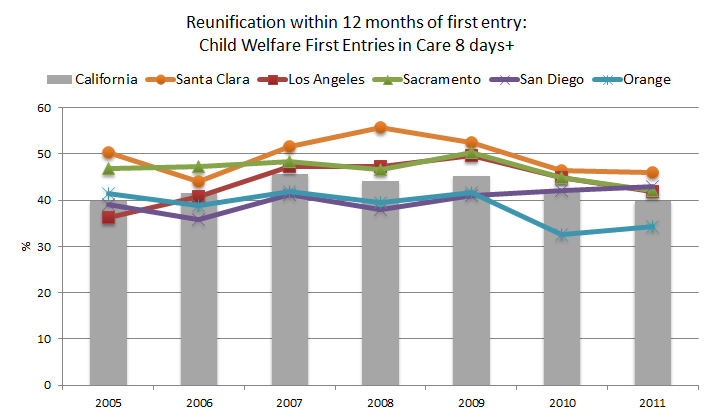 Reunification within 12 months of first entry:
Child Welfare First Entries in Care 8 days+
California Santa Clara Los Angeles Sacramento San Diego Orange
60
50
40
30
20
10
0
%
2005 2006 2007 2008 2009 2010 2011